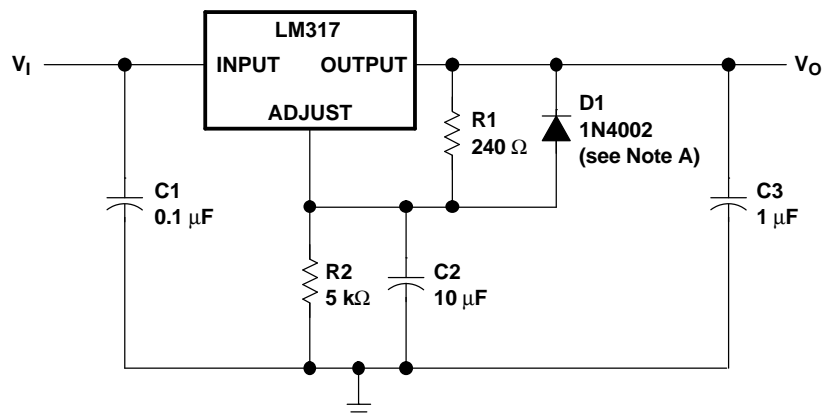 LM317
V_I
INPUT
OUTPUT
V_O
ADJUST
R1
240 Ω
D1
1N4002
(see Note A)
C1
0.1 μF
C3
1 μF
R2
5 kΩ
C2
10 μF